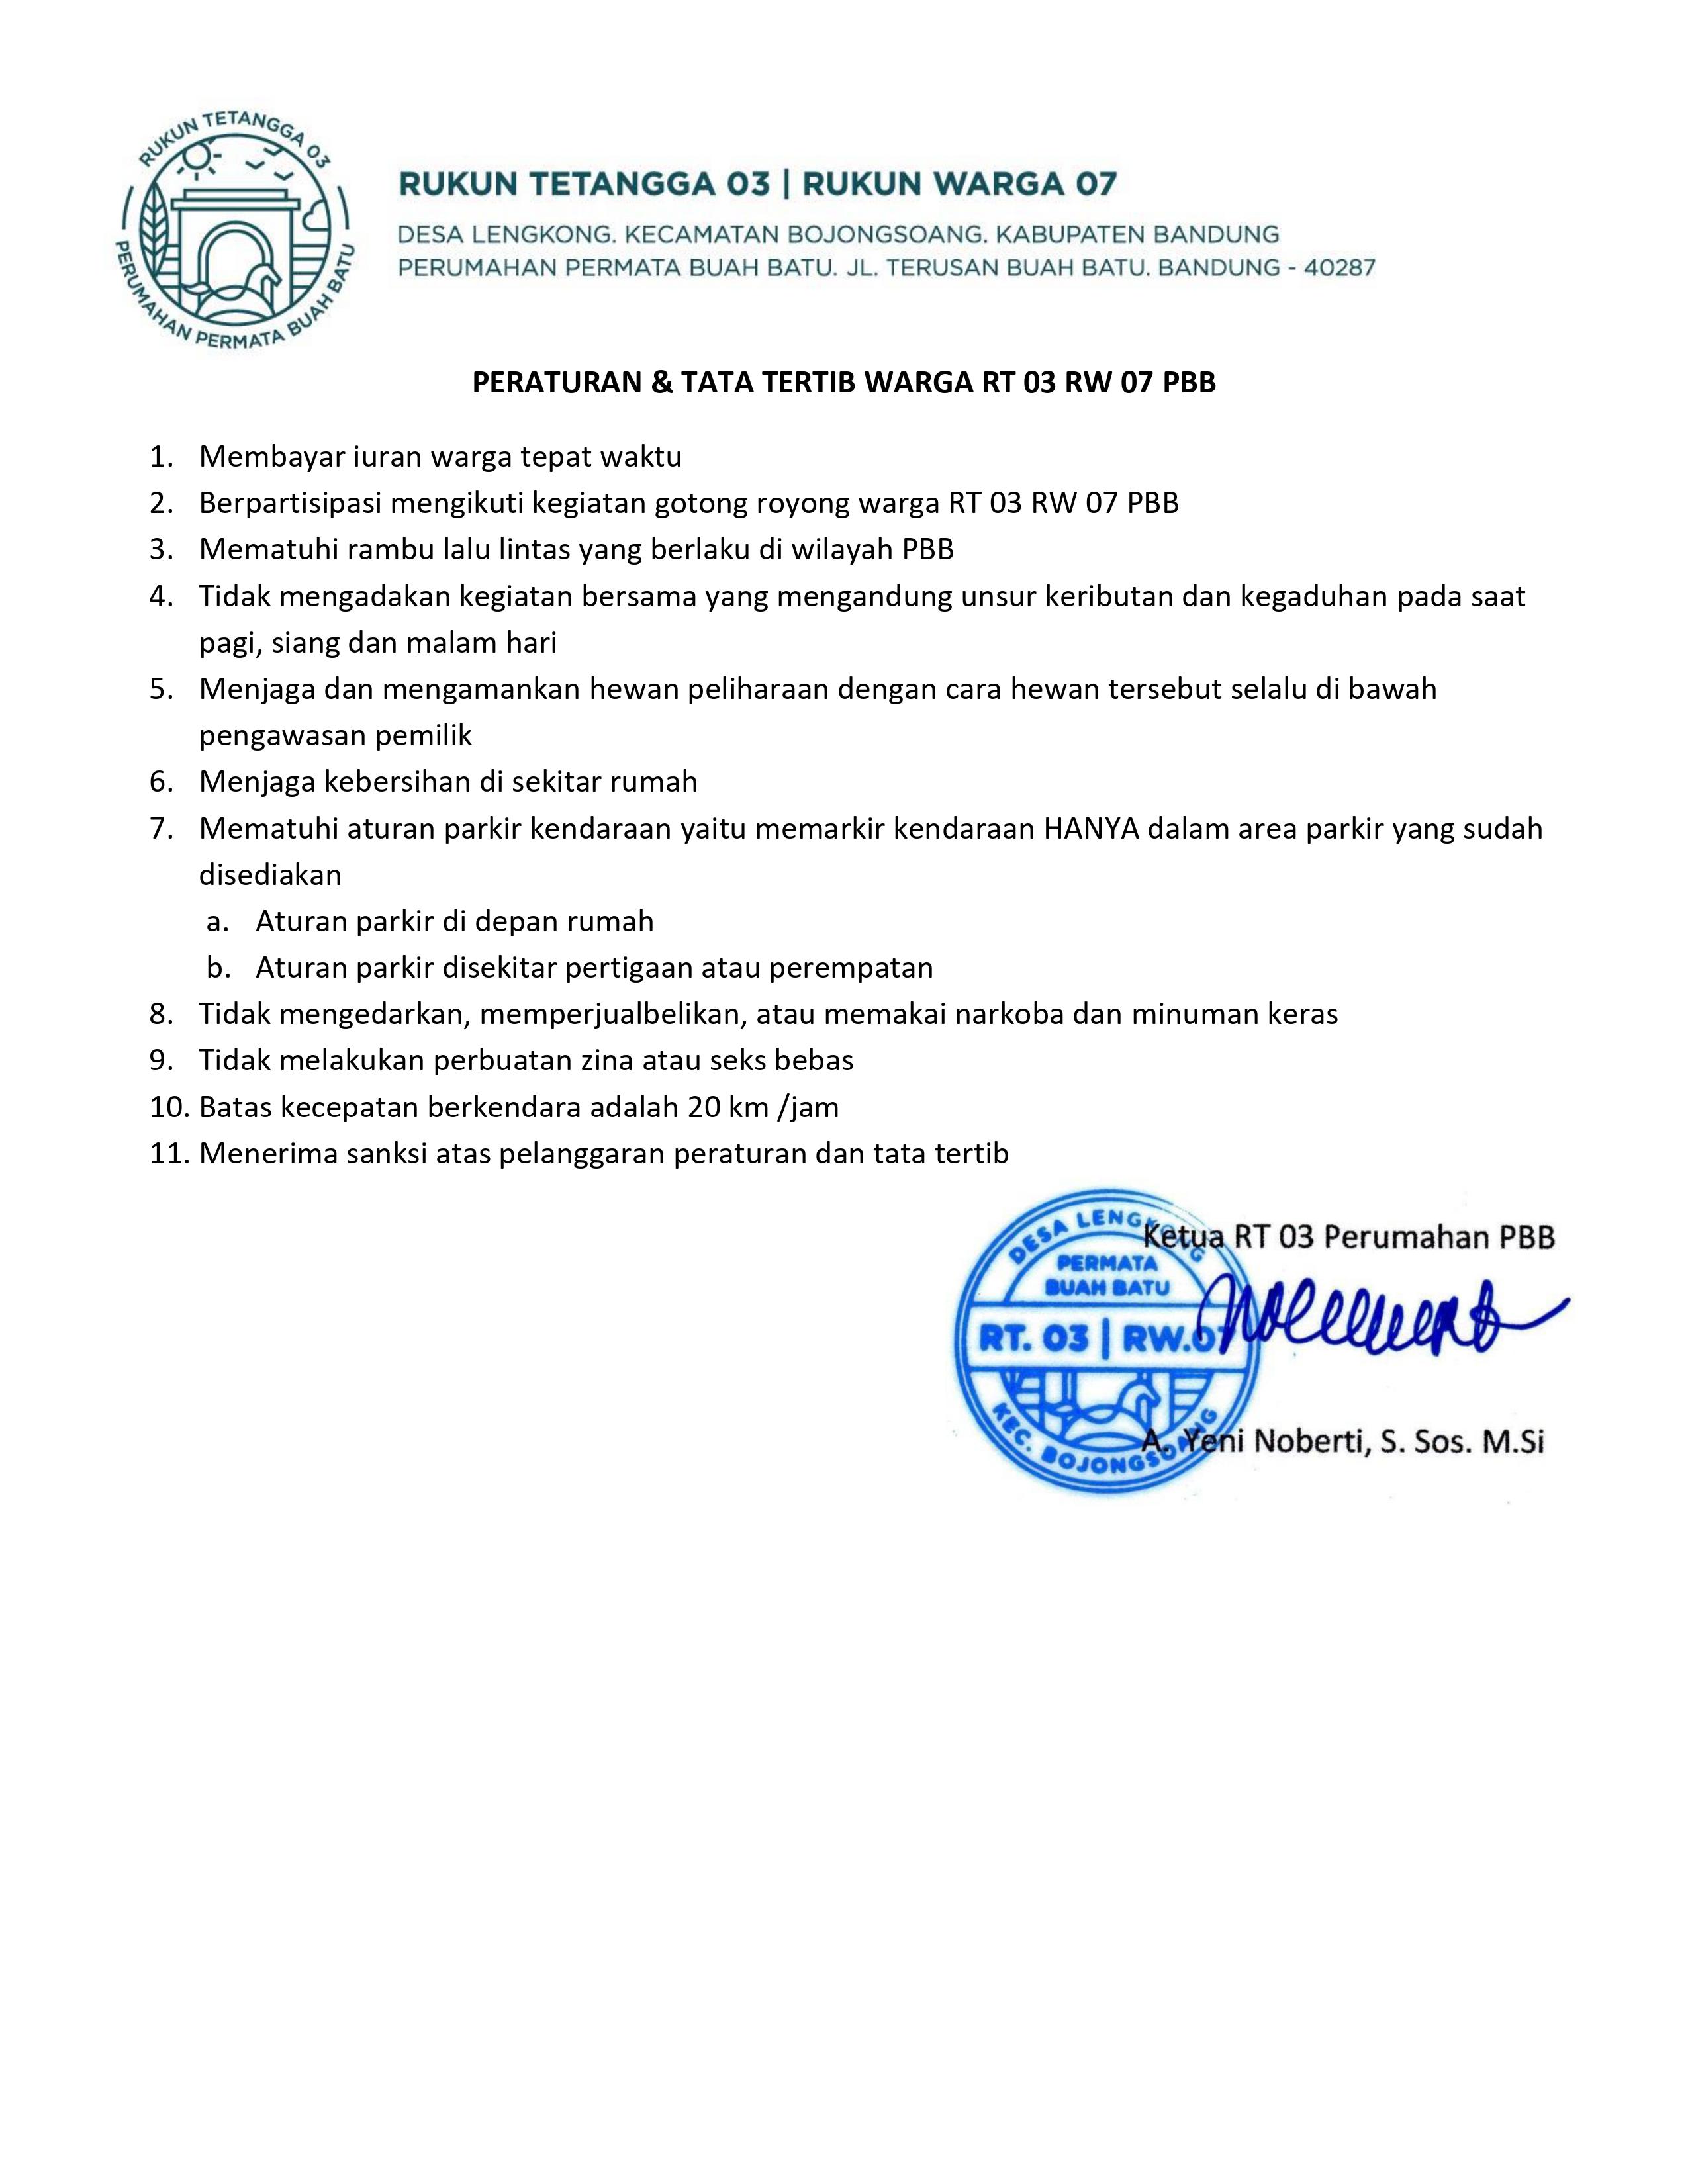 RUKUN TETANGGA 03
PERUMAHAN PERMATA BUAH BATU
RUKUN TETANGGA 03 | RUKUN WARGA 07
DESA LENGKONG. KECAMATAN BOJONGSOANG. KABUPATEN BANDUNG
PERUMAHAN PERMATA BUAH BATU. JL. TERUSAN BUAH BATU. BANDUNG - 40287
PERATURAN & TATA TERTIB WARGA RT 03 RW 07 PBB
1. Membayar iuran warga tepat waktu
2. Berpartisipasi mengikuti kegiatan gotong royong warga RT 03 RW 07 PBB
3. Mematuhi rambu lalu lintas yang berlaku di wilayah PBB
4. Tidak mengadakan kegiatan bersama yang mengandung unsur keributan dan kegaduhan pada saat
pagi, siang dan malam hari
5. Menjaga dan mengamankan hewan peliharaan dengan cara hewan tersebut selalu di bawah
pengawasan pemilik
6. Menjaga kebersihan di sekitar rumah
7. Mematuhi aturan parkir kendaraan yaitu memarkir kendaraan HANYA dalam area parkir yang sudah
disediakan
a. Aturan parkir di depan rumah
b. Aturan parkir disekitar pertigaan atau perempatan
8. Tidak mengedarkan, memperjualbelikan, atau memakai narkoba dan minuman keras
9. Tidak melakukan perbuatan zina atau seks bebas
10. Batas kecepatan berkendara adalah 20 km /jam
11. Menerima sanksi atas pelanggaran peraturan dan tata tertib
Ketua RT 03 Perumahan PBB
DESA LENGKONG
PERMATA
BUAH BATU
RT. 03 | RW.07
KEC. BOJONGSOANG
A. Yeni Noberti, S. Sos. M.Si